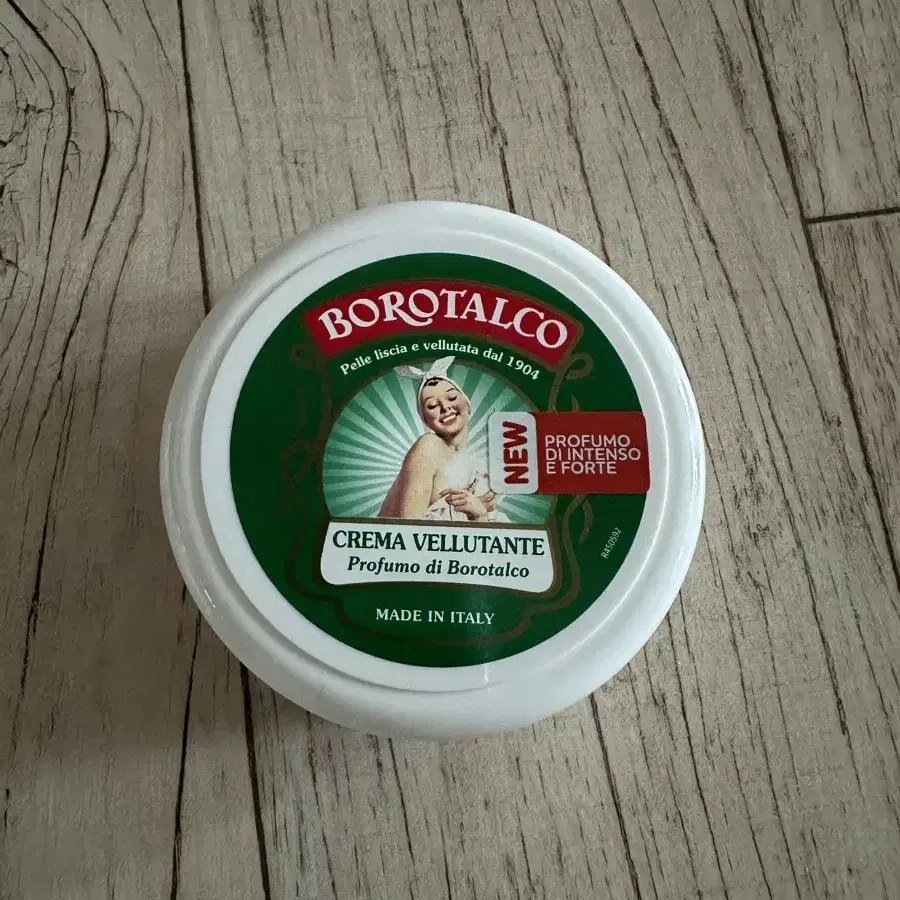 BOROTALCO
Pelle liscia e vellutata dal 1904
NEW
PROFUMO
DI INTENSO
E FORTE
CREMA VELLUTANTE
Profumo di Borotalco
MADE IN ITALY
R450592